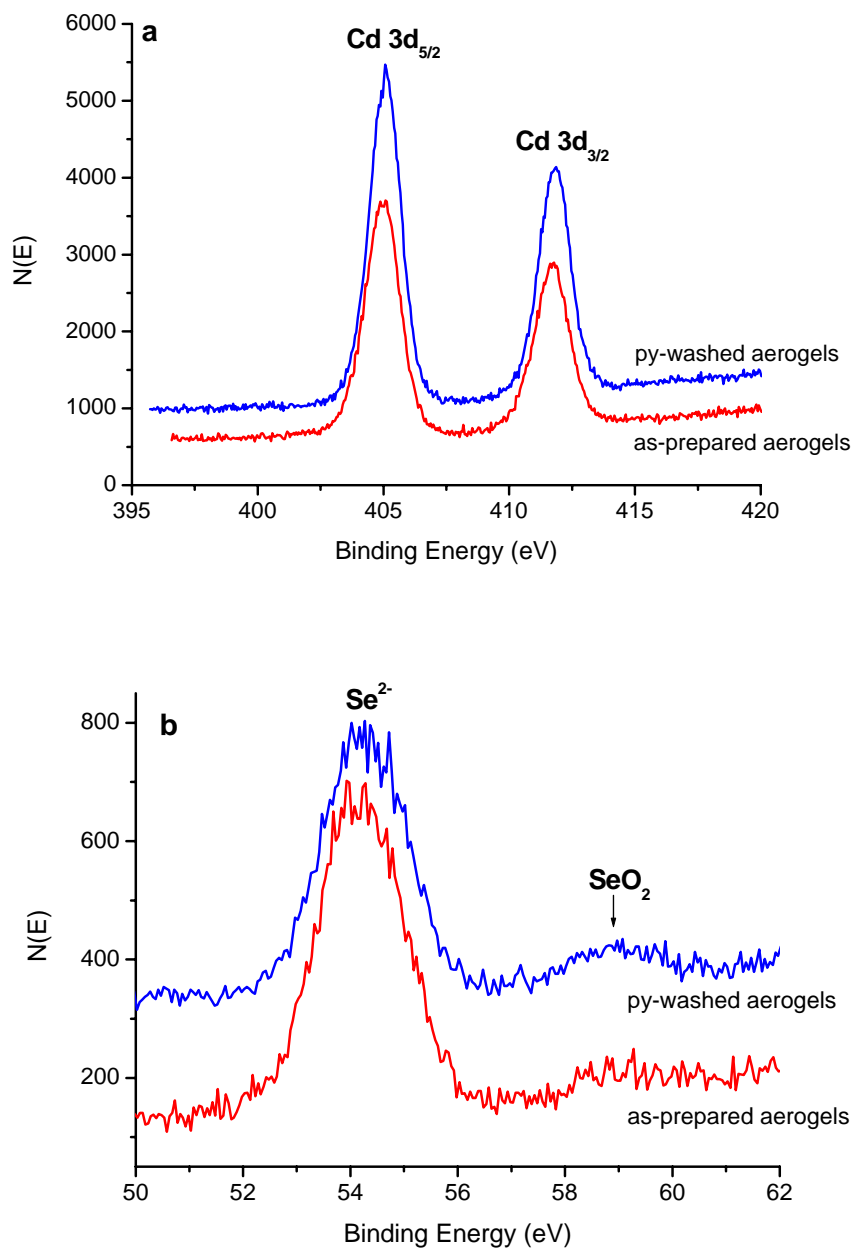 a
Cd 3d5/2
Cd 3d3/2
6000
5000
4000
3000
2000
1000
0
N(E)
py-washed aerogels
as-prepared aerogels
395 400 405 410 415 420
Binding Energy (eV)
b
Se2-
SeO2
800
600
400
200
N(E)
py-washed aerogels
as-prepared aerogels
50 52 54 56 58 60 62
Binding Energy (eV)